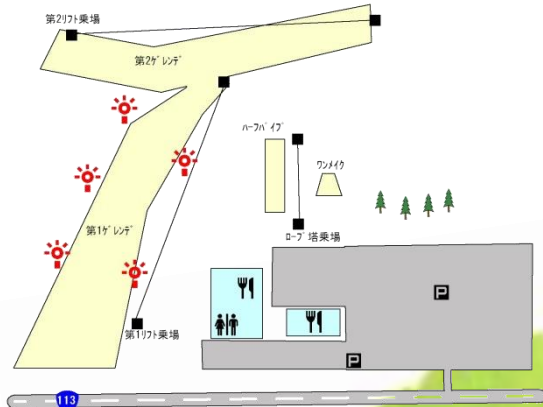 第2リフト乗場
第2ゲレンデ
ハーフパイプ
ワンメイク
第1ゲレンデ
ロープ塔乗場
P
第1リフト乗場
P
113